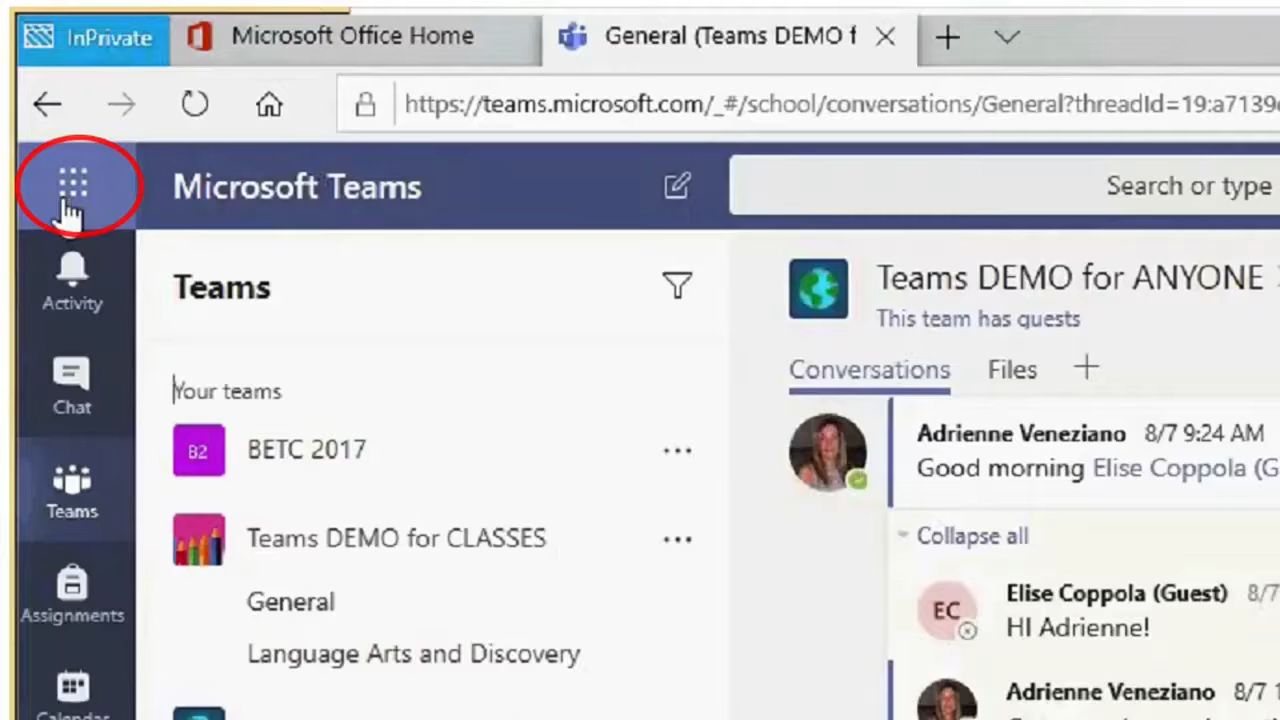 InPrivate
Microsoft Office Home
General (Teams DEMO f
https://teams.microsoft.com/_#/school/conversations/General?threadId=19:a7139
Microsoft Teams
Search or type
Activity
Chat
Teams
Assignments
Calendar
Teams
Your teams
B2 BETC 2017
Teams DEMO for CLASSES
General
Language Arts and Discovery
Teams DEMO for ANYONE
This team has guests
Conversations Files
Adrienne Veneziano 8/7 9:24 AM
Good morning Elise Coppola (G
Collapse all
EC
Elise Coppola (Guest) 8/7
HI Adrienne!
Adrienne Veneziano 8/7 1